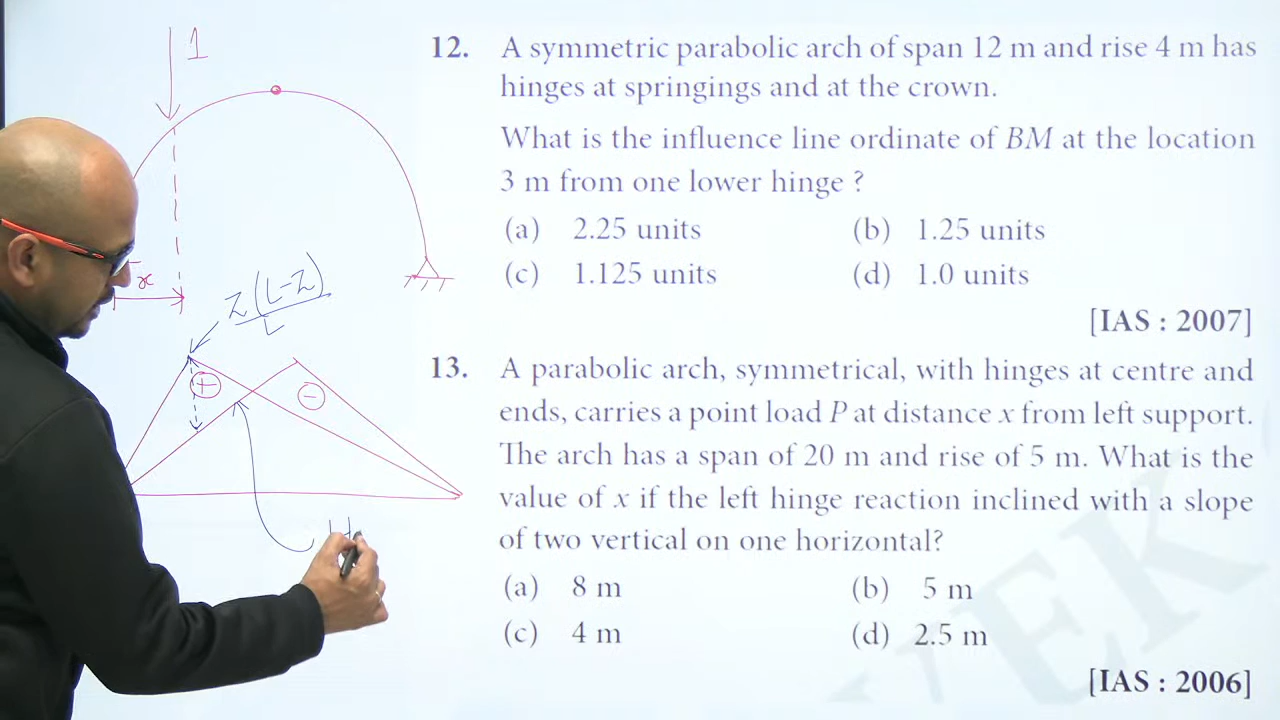 1
x
z(L-z)
L
+
-
12. A symmetric parabolic arch of span 12 m and rise 4 m has
hinges at springings and at the crown.
What is the influence line ordinate of BM at the location
3 m from one lower hinge ?
(a) 2.25 units (b) 1.25 units
(c) 1.125 units (d) 1.0 units
[IAS : 2007]
13. A parabolic arch, symmetrical, with hinges at centre and
ends, carries a point load P at distance x from left support.
The arch has a span of 20 m and rise of 5 m. What is the
value of x if the left hinge reaction inclined with a slope
of two vertical on one horizontal?
(a) 8 m (b) 5 m
(c) 4 m (d) 2.5 m
[IAS : 2006]